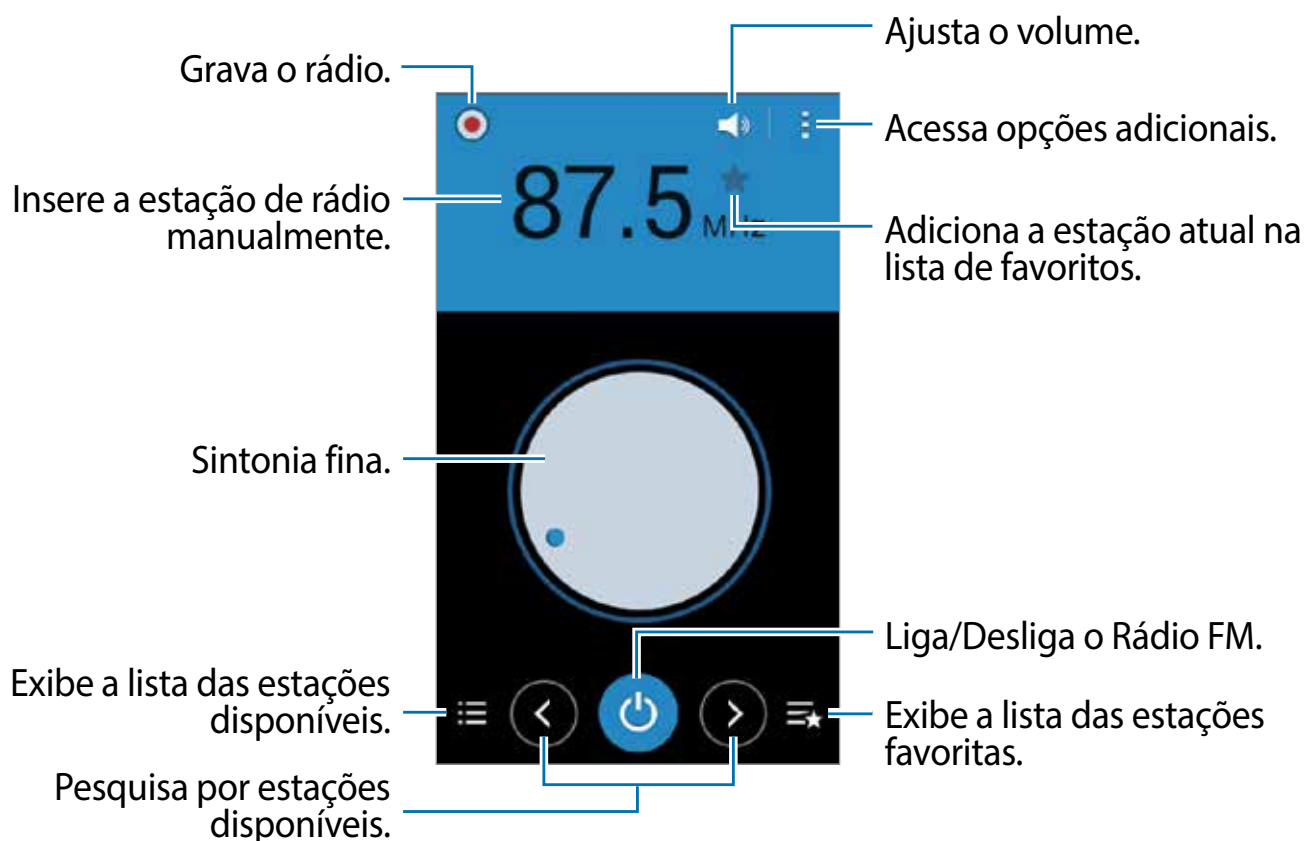 Ajusta o volume.
Grava o rádio.
Acessa opções adicionais.
Insere a estação de rádio
manualmente.
87.5 MHz
Adiciona a estação atual na
lista de favoritos.
Sintonia fina.
Liga/Desliga o Rádio FM.
Exibe a lista das estações
disponíveis.
Exibe a lista das estações
favoritas.
Pesquisa por estações
disponíveis.